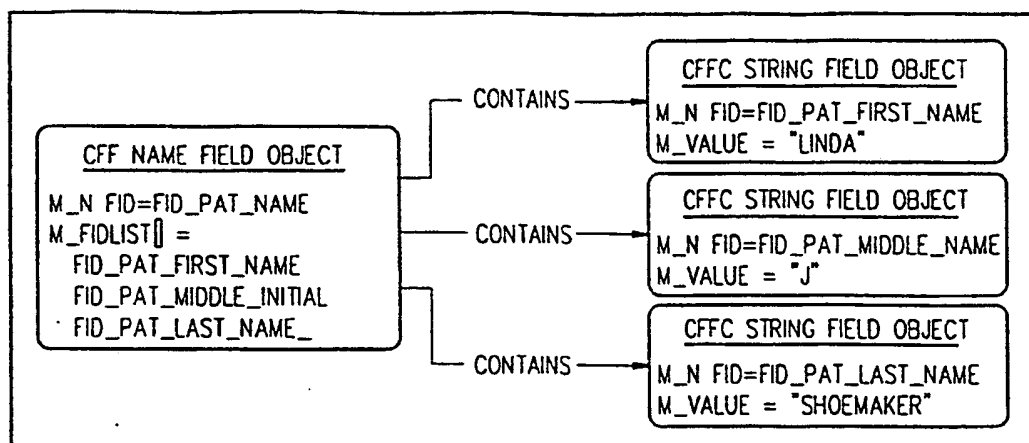 CFF NAME FIELD OBJECT
M_N FID=FID_PAT_NAME
M_FIDLIST[] =
FID_PAT_FIRST_NAME
FID_PAT_MIDDLE_INITIAL
FID_PAT_LAST_NAME_
CONTAINS
CFFC STRING FIELD OBJECT
M_N FID=FID_PAT_FIRST_NAME
M_VALUE = "LINDA"
CONTAINS
CFFC STRING FIELD OBJECT
M_N FID=FID_PAT_MIDDLE_NAME
M_VALUE = "J"
CONTAINS
CFFC STRING FIELD OBJECT
M_N FID=FID_PAT_LAST_NAME
M_VALUE = "SHOEMAKER"